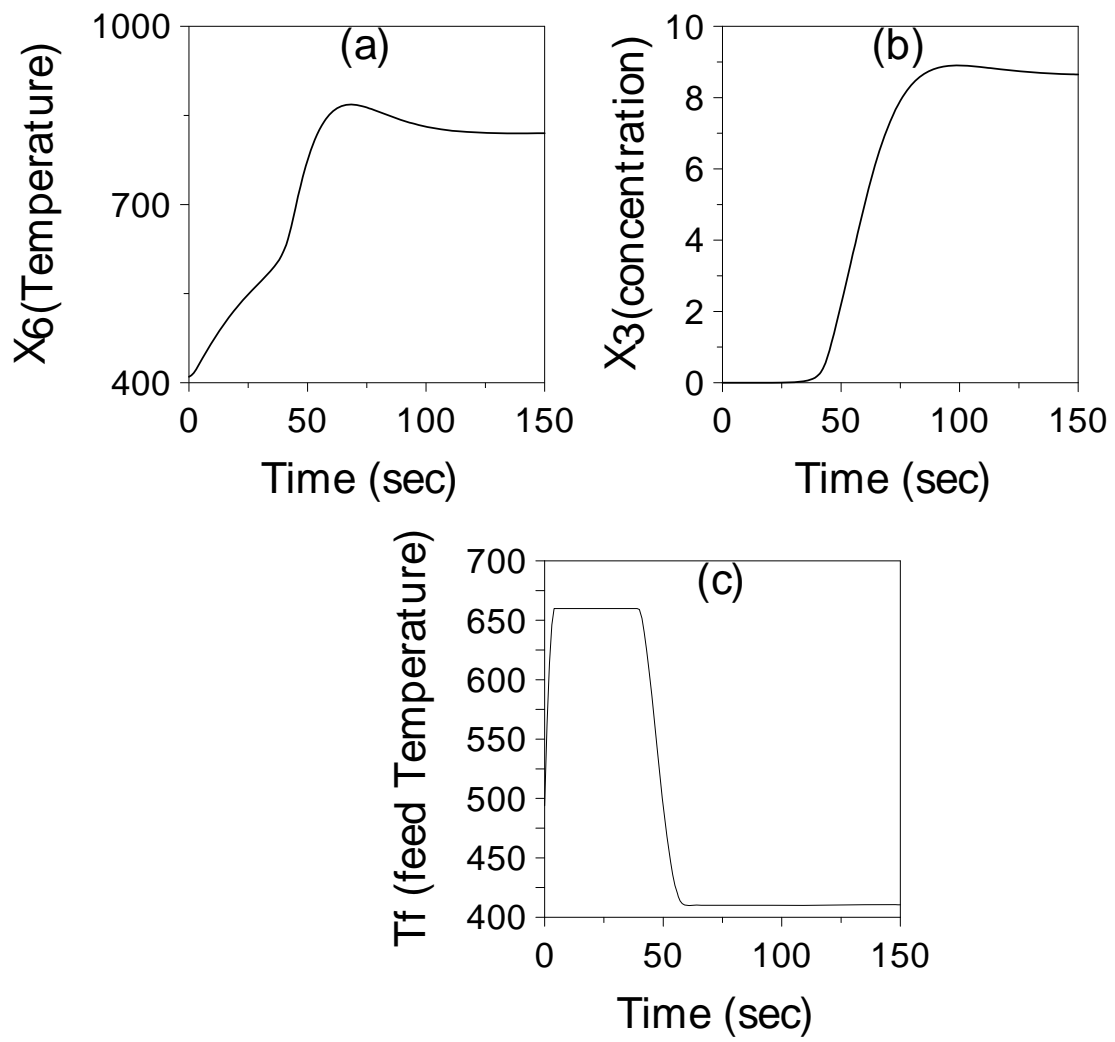 (a)
X6(Temperature)
1000
700
400
0 50 100 150
Time (sec)
(b)
X3(concentration)
10
8
6
4
2
0
0 50 100 150
Time (sec)
(c)
Tf (feed Temperature)
700
650
600
550
500
450
400
0 50 100 150
Time (sec)